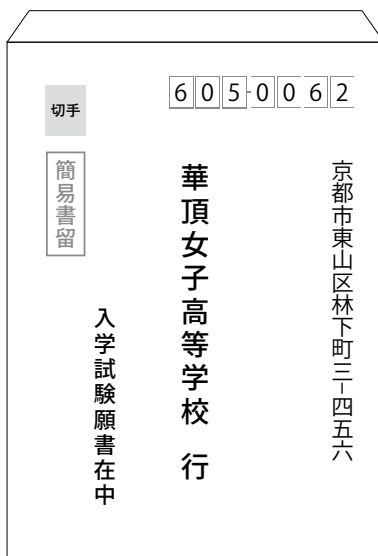 605-0062
京都市東山区林下町三-四五六
華頂女子高等学校 行
切手
簡易書留
入学試験願書在中